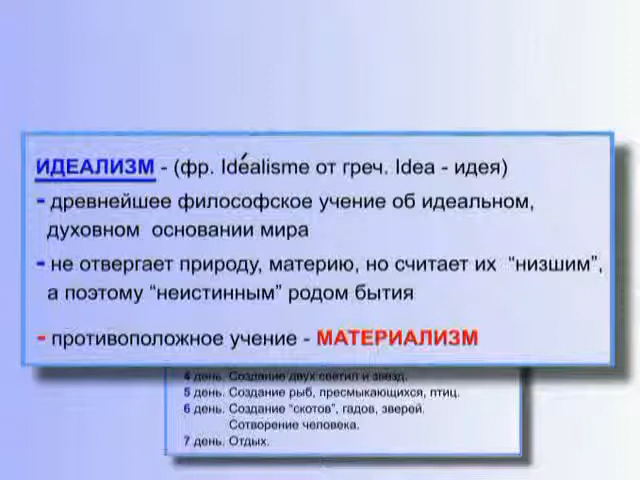 ИДЕАЛИЗМ - (фр. Idéalisme от греч. Idea - идея)
- древнейшее философское учение об идеальном,
духовном основании мира
- не отвергает природу, материю, но считает их “низшим”,
а поэтому “неистинным” родом бытия
- противоположное учение - МАТЕРИАЛИЗМ
4 день. Создание двух светил и звезд.
5 день. Создание рыб, пресмыкающихся, птиц.
6 день. Создание “скотов”, гадов, зверей.
Сотворение человека.
7 день. Отдых.